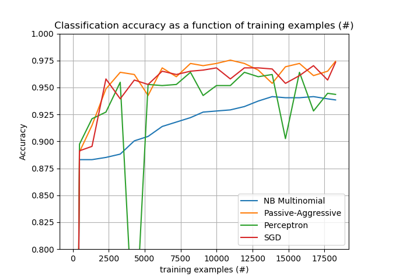 Classification accuracy as a function of training examples (#)
1.000
0.975
0.950
0.925
0.900
0.875
0.850
0.825
0.800
Accuracy
NB Multinomial
Passive-Aggressive
Perceptron
SGD
0 2500 5000 7500 10000 12500 15000 17500
training examples (#)